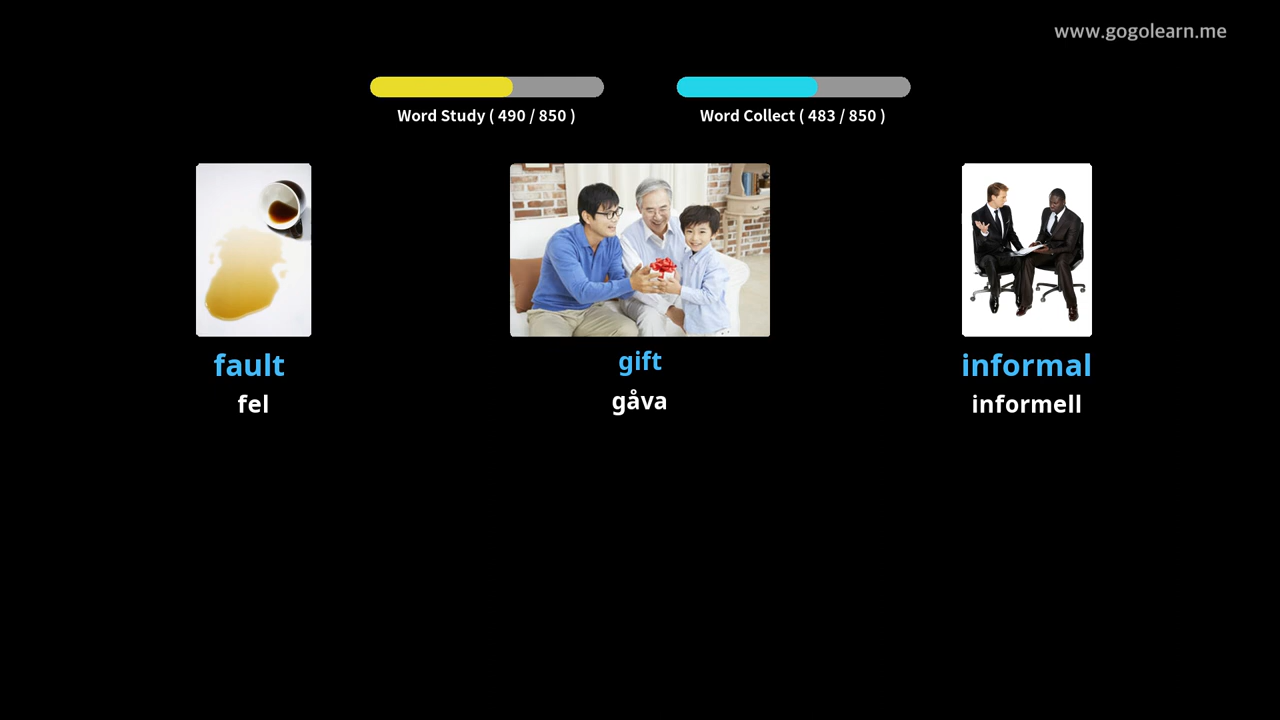 www.gogolearn.me
Word Study ( 490 / 850 )
Word Collect ( 483 / 850 )
fault
fel
gift
gåva
informal
informell